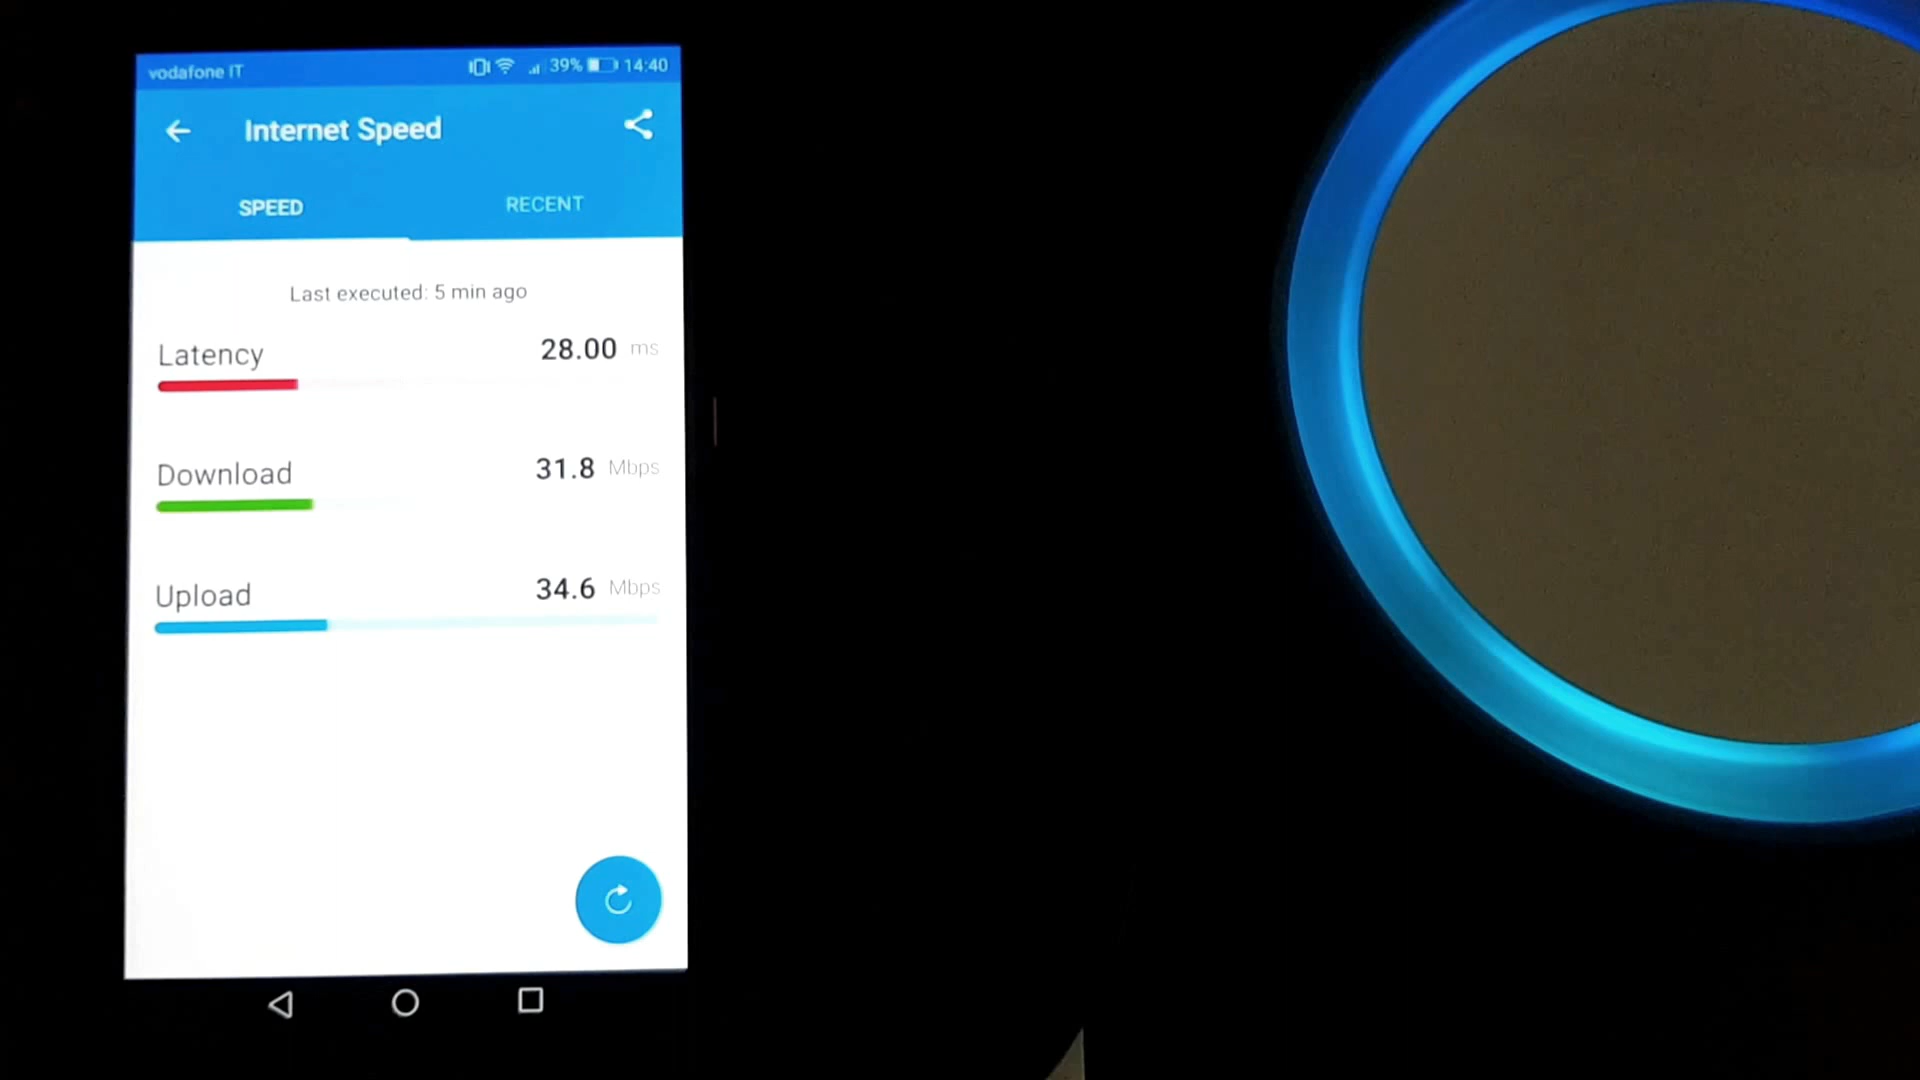 vodafone IT 39% 14:40
Internet Speed
SPEED RECENT
Last executed: 5 min ago
Latency 28.00 ms
Download 31.8 Mbps
Upload 34.6 Mbps